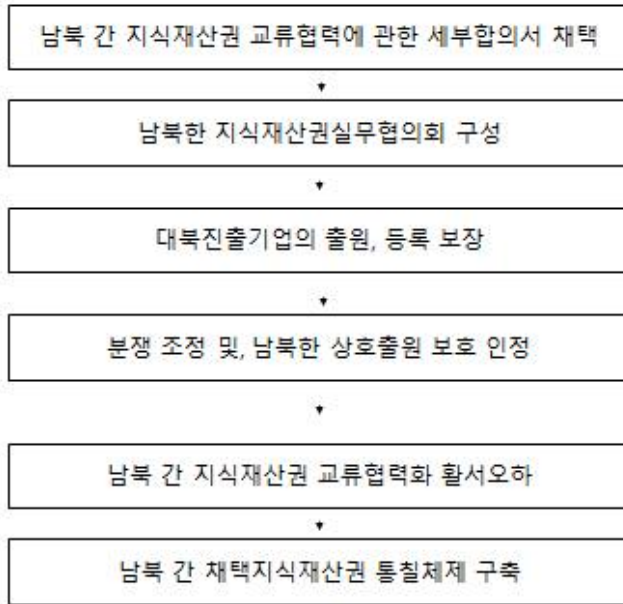 남북 간 지식재산권 교류협력에 관한 세부합의서 채택
남북한 지식재산권실무협의회 구성
대북진출기업의 출원, 등록 보장
분쟁 조정 및, 남북한 상호출원 보호 인정
남북 간 지식재산권 교류협력화 활서오하
남북 간 채택지식재산권 통칠체제 구축